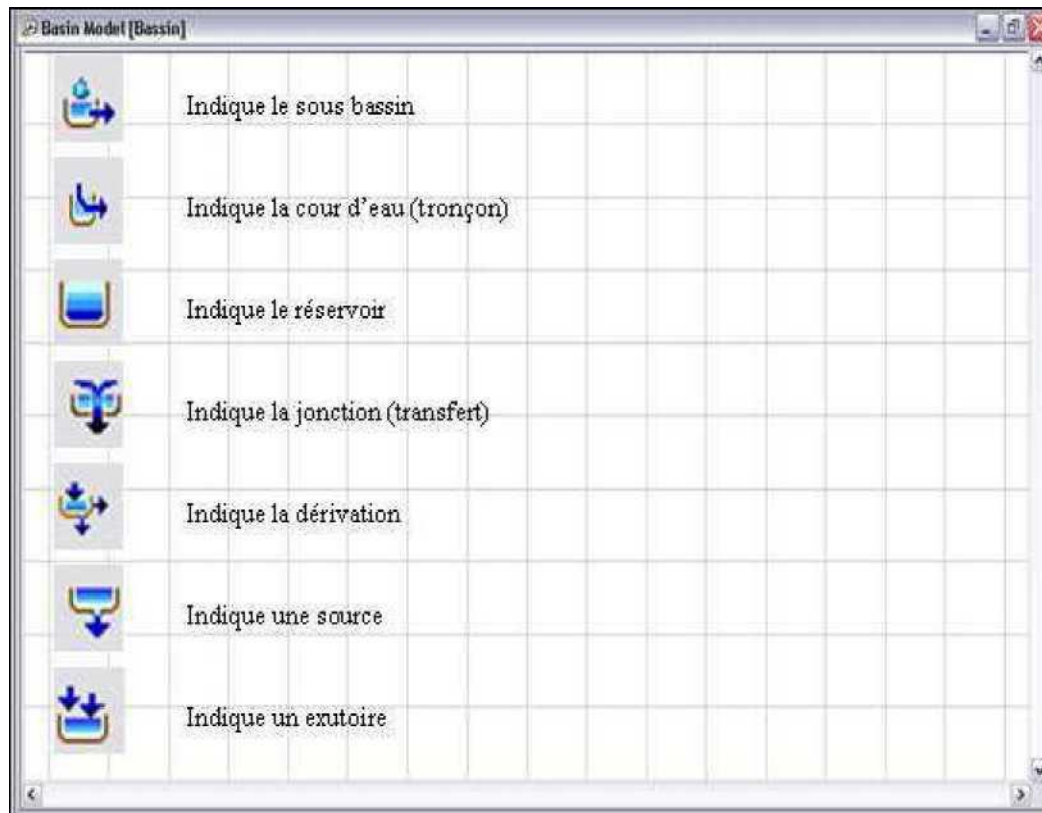 Basin Model [Bassin]
Indique le sous bassin
Indique la cour d'eau (tronçon)
Indique le réservoir
Indique la jonction (transfert)
Indique la dérivation
Indique une source
Indique un exutoire